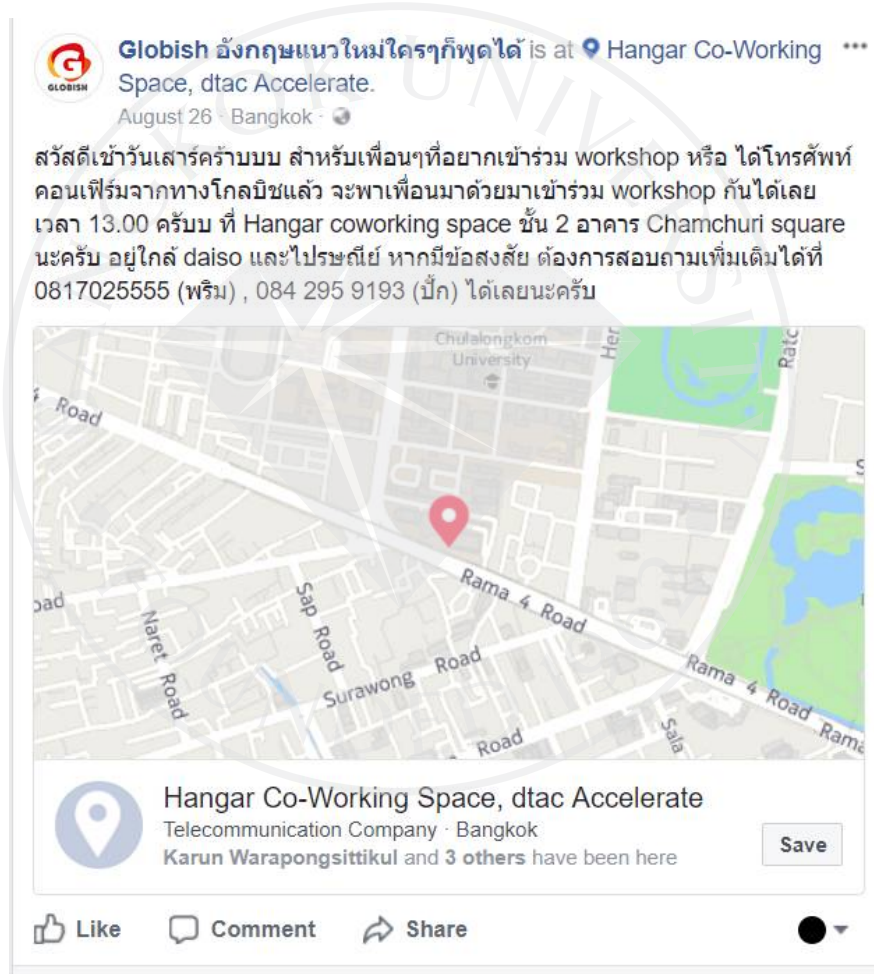 Globish อังกฤษแนวใหม่ใครๆก็พูดได้ is at Hangar Co-Working
Space, dtac Accelerate.
August 26 · Bangkok ·
GLOBISH
สวัสดีเช้าวันเสาร์คร้าบบบ สำหรับเพื่อนๆที่อยากเข้าร่วม workshop หรือ ได้โทรศัพท์
คอนเฟิร์มจากทางโกลบิชแล้ว จะพาเพื่อนมาด้วยมาเข้าร่วม workshop กันได้เลย
เวลา 13.00 ครับบ ที่ Hangar coworking space ชั้น 2 อาคาร Chamchuri square
นะครับ อยู่ใกล้ daiso และไปรษณีย์ หากมีข้อสงสัย ต้องการสอบถามเพิ่มเติมได้ที่
0817025555 (พริม) , 084 295 9193 (ปั๊ก) ได้เลยนะครับ
Chulalongkorn
University
Her
Ratc
4 Road
Rama 4 Road
oad
Naret Road
Sap Road
Surawong Road
Rama 4 Road
Rama
Road
Sala
Hangar Co-Working Space, dtac Accelerate
Telecommunication Company · Bangkok
Karun Warapongsittikul and 3 others have been here
Save
Like Comment Share